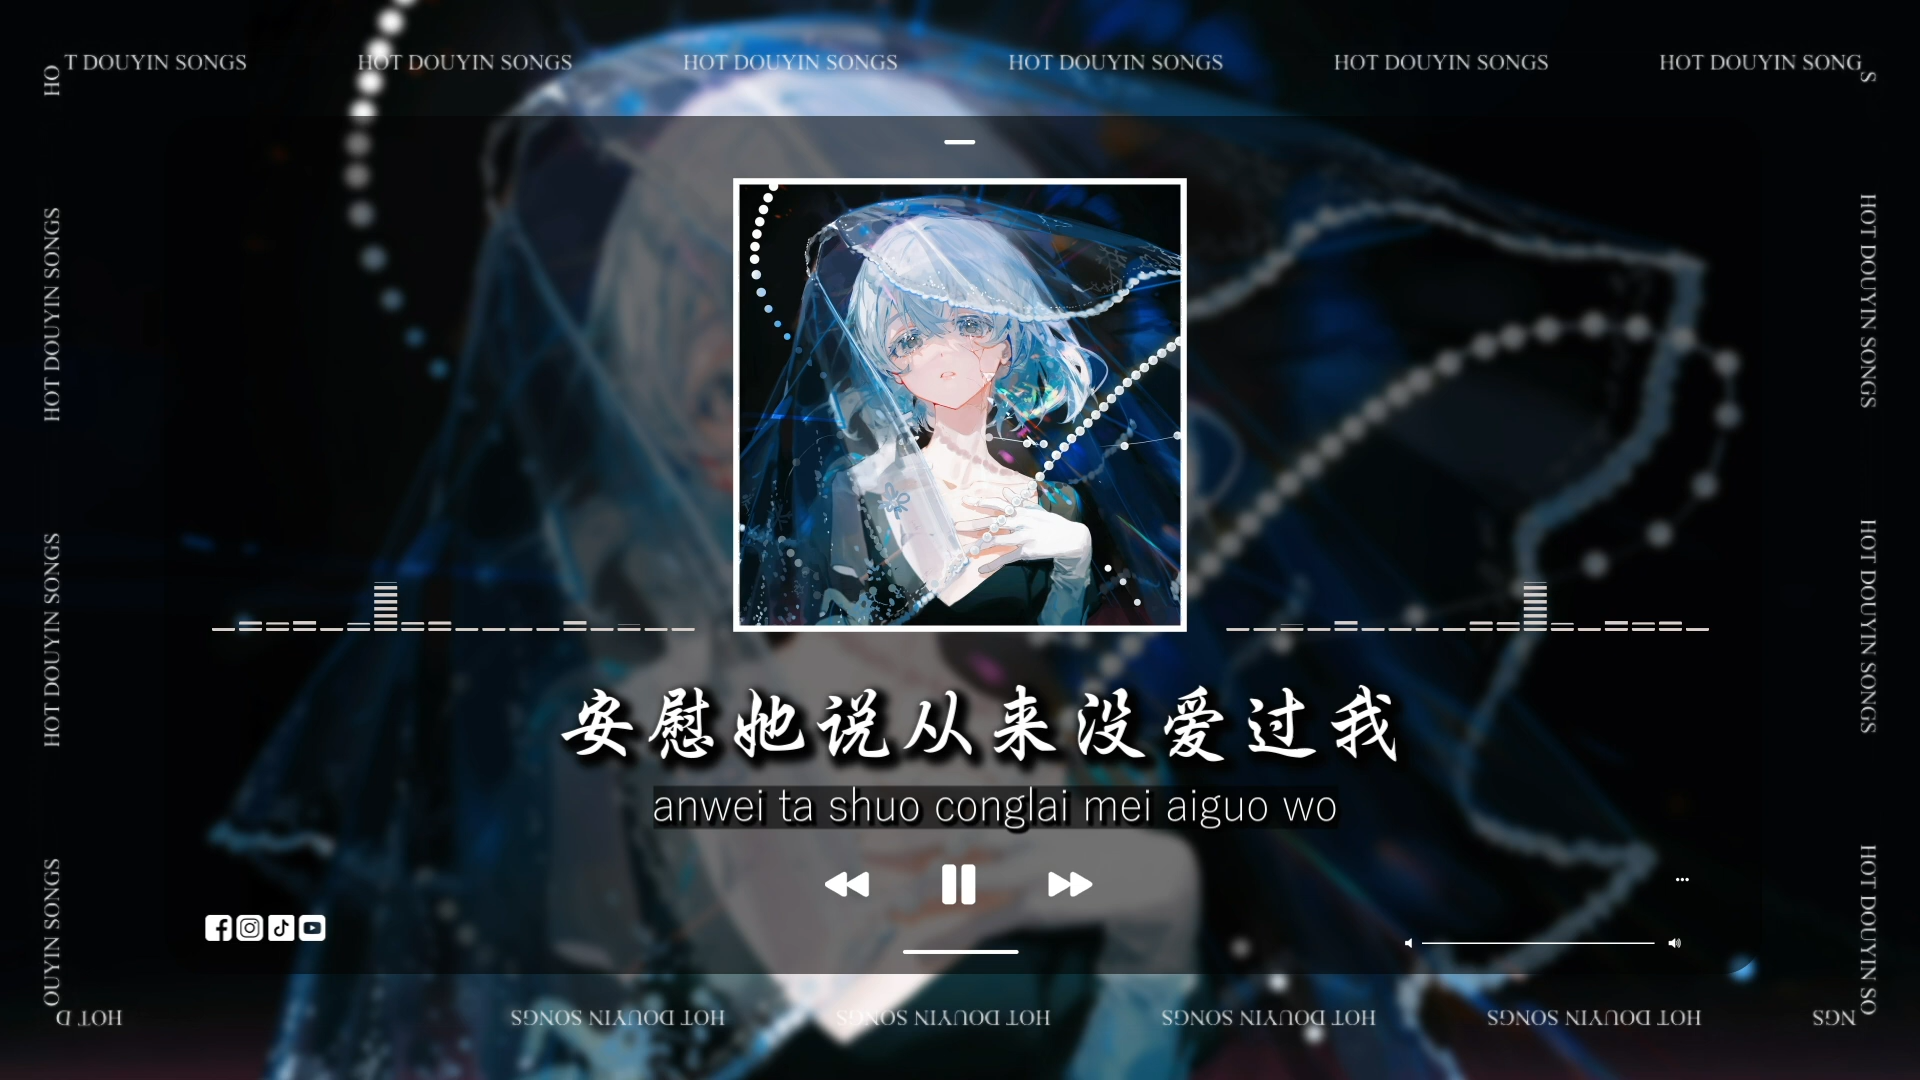 T DOUYIN SONGS HOT DOUYIN SONGS HOT DOUYIN SONGS HOT DOUYIN SONGS HOT DOUYIN SONGS HOT DOUYIN SONG
S
HO
HOT DOUYIN SONGS
HOT DOUYIN SONGS
HOT DOUYIN SONGS
HOT DOUYIN SONGS
安慰她说从来没爱过我
anwei ta shuo conglai mei aiguo wo
OUYIN SONGS
HOT DOUYIN SO
HOT D
HOT DOUYIN SONGS
HOT DOUYIN SONGS
HOT DOUYIN SONGS
HOT DOUYIN SONGS
NGS